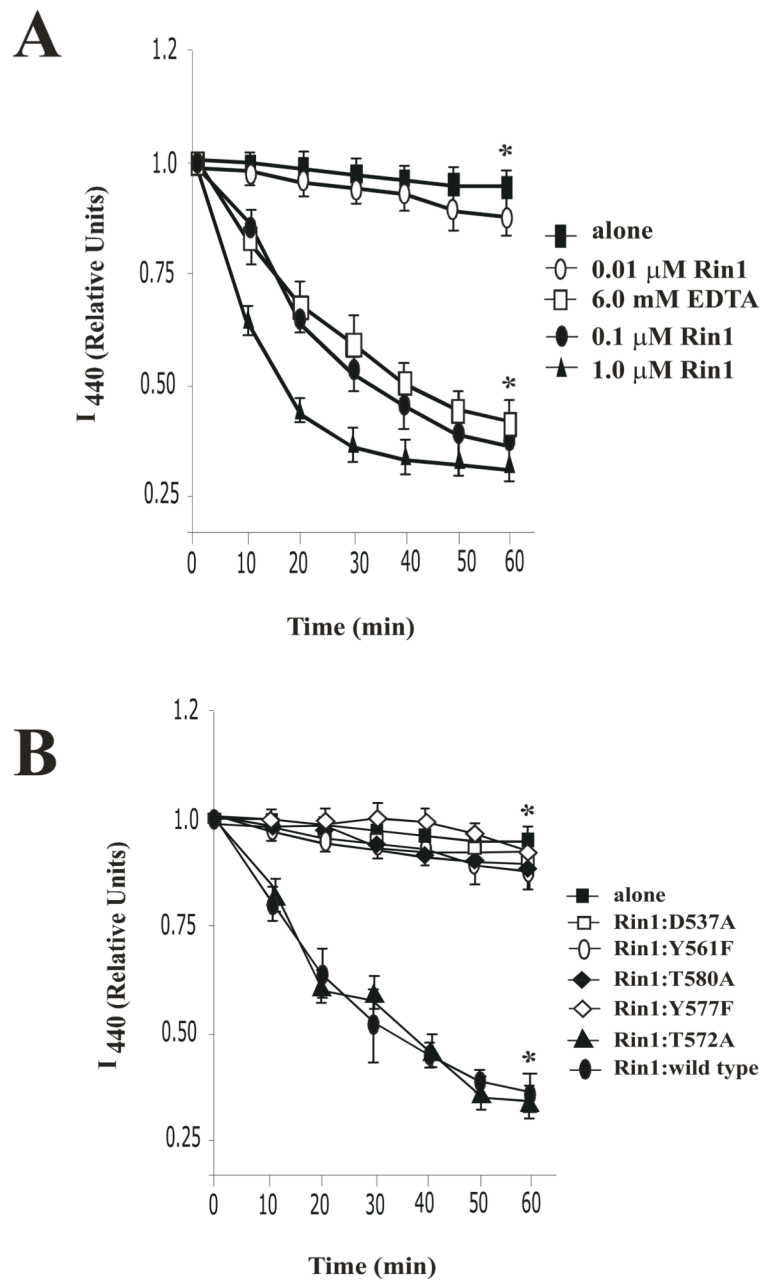 A
1.2
1.0
0.75
0.50
0.25
I 440 (Relative Units)
*
*
0 10 20 30 40 50 60
Time (min)
alone
0.01 μM Rin1
6.0 mM EDTA
0.1 μM Rin1
1.0 μM Rin1
B
1.2
1.0
0.75
0.50
0.25
I 440 (Relative Units)
*
*
0 10 20 30 40 50 60
Time (min)
alone
Rin1:D537A
Rin1:Y561F
Rin1:T580A
Rin1:Y577F
Rin1:T572A
Rin1:wild type